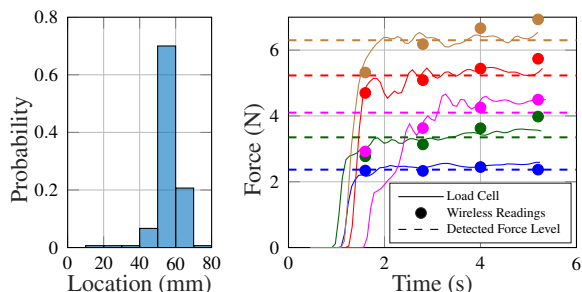 0.8
0.6
0.4
0.2
0
Probability
0 20 40 60 80
Location (mm)
6
4
2
0
Force (N)
Load Cell
Wireless Readings
Detected Force Level
0 2 4 6
Time (s)